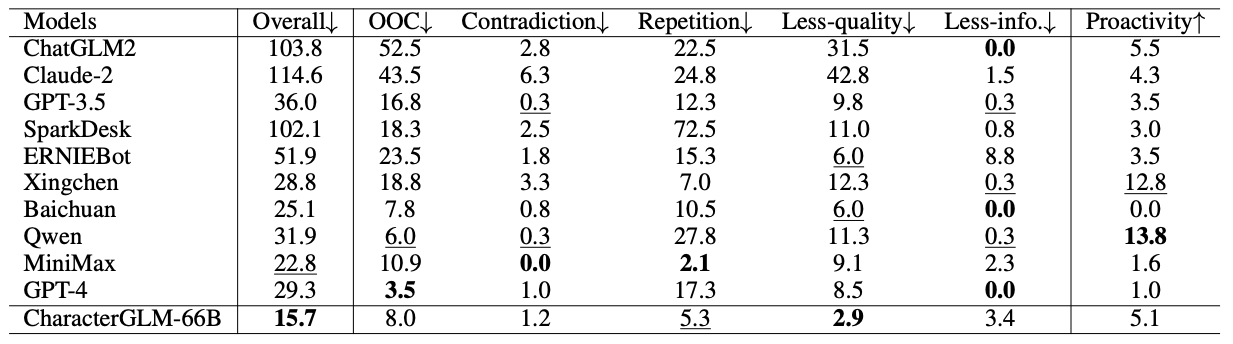 Models Overall↓ OOC↓ Contradiction↓ Repetition↓ Less-quality↓ Less-info.↓ Proactivity↑
ChatGLM2 103.8 52.5 2.8 22.5 31.5 0.0 5.5
Claude-2 114.6 43.5 6.3 24.8 42.8 1.5 4.3
GPT-3.5 36.0 16.8 0.3 12.3 9.8 0.3 3.5
SparkDesk 102.1 18.3 2.5 72.5 11.0 0.8 3.0
ERNIEBot 51.9 23.5 1.8 15.3 6.0 8.8 3.5
Xingchen 28.8 18.8 3.3 7.0 12.3 0.3 12.8
Baichuan 25.1 7.8 0.8 10.5 6.0 0.0 0.0
Qwen 31.9 6.0 0.3 27.8 11.3 0.3 13.8
MiniMax 22.8 10.9 0.0 2.1 9.1 2.3 1.6
GPT-4 29.3 3.5 1.0 17.3 8.5 0.0 1.0
CharacterGLM-66B 15.7 8.0 1.2 5.3 2.9 3.4 5.1